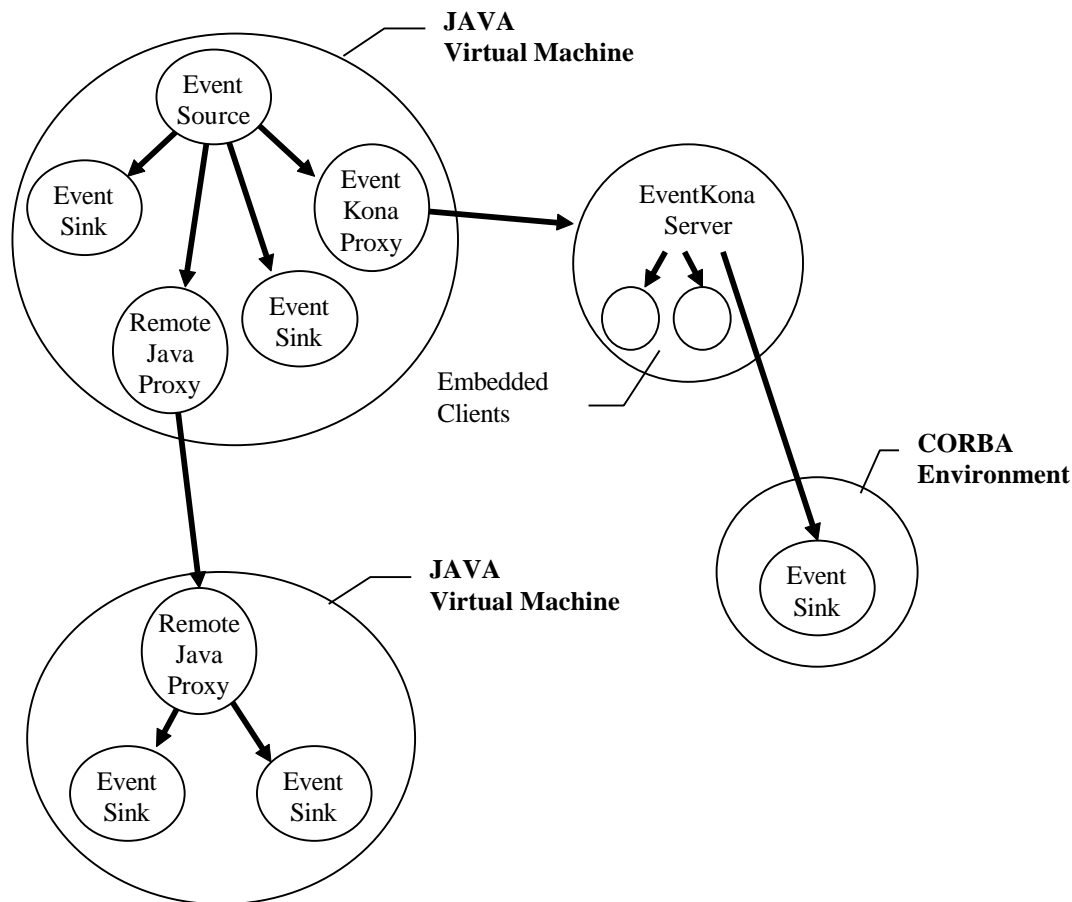 JAVA
Virtual Machine
Event
Source
Event
Sink
Event
Kona
Proxy
Event
Sink
Remote
Java
Proxy
EventKona
Server
Embedded
Clients
CORBA
Environment
Event
Sink
JAVA
Virtual Machine
Remote
Java
Proxy
Event
Sink
Event
Sink